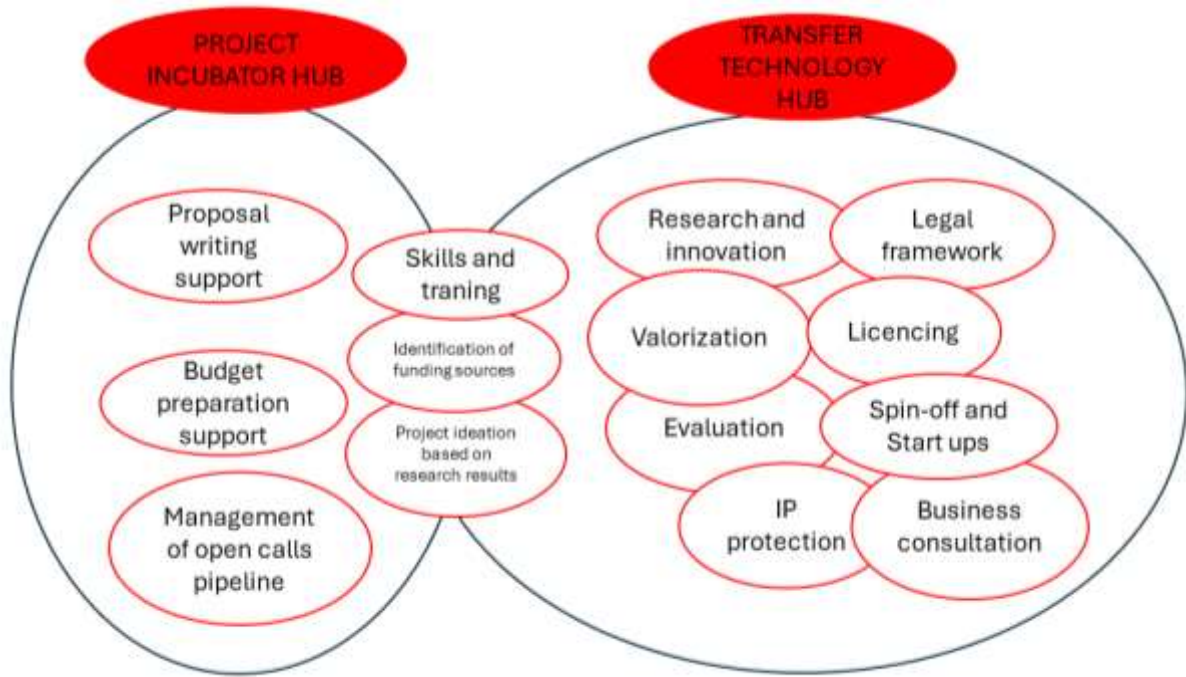 PROJECT
INCUBATOR HUB
TRANSFER
TECHNOLOGY
HUB
Proposal
writing
support
Budget
preparation
support
Management
of open calls
pipeline
Skills and
traning
Identification of
funding sources
Project ideation
based on
research results
Research and
innovation
Legal
framework
Valorization
Licencing
Evaluation
Spin-off and
Start ups
IP
protection
Business
consultation